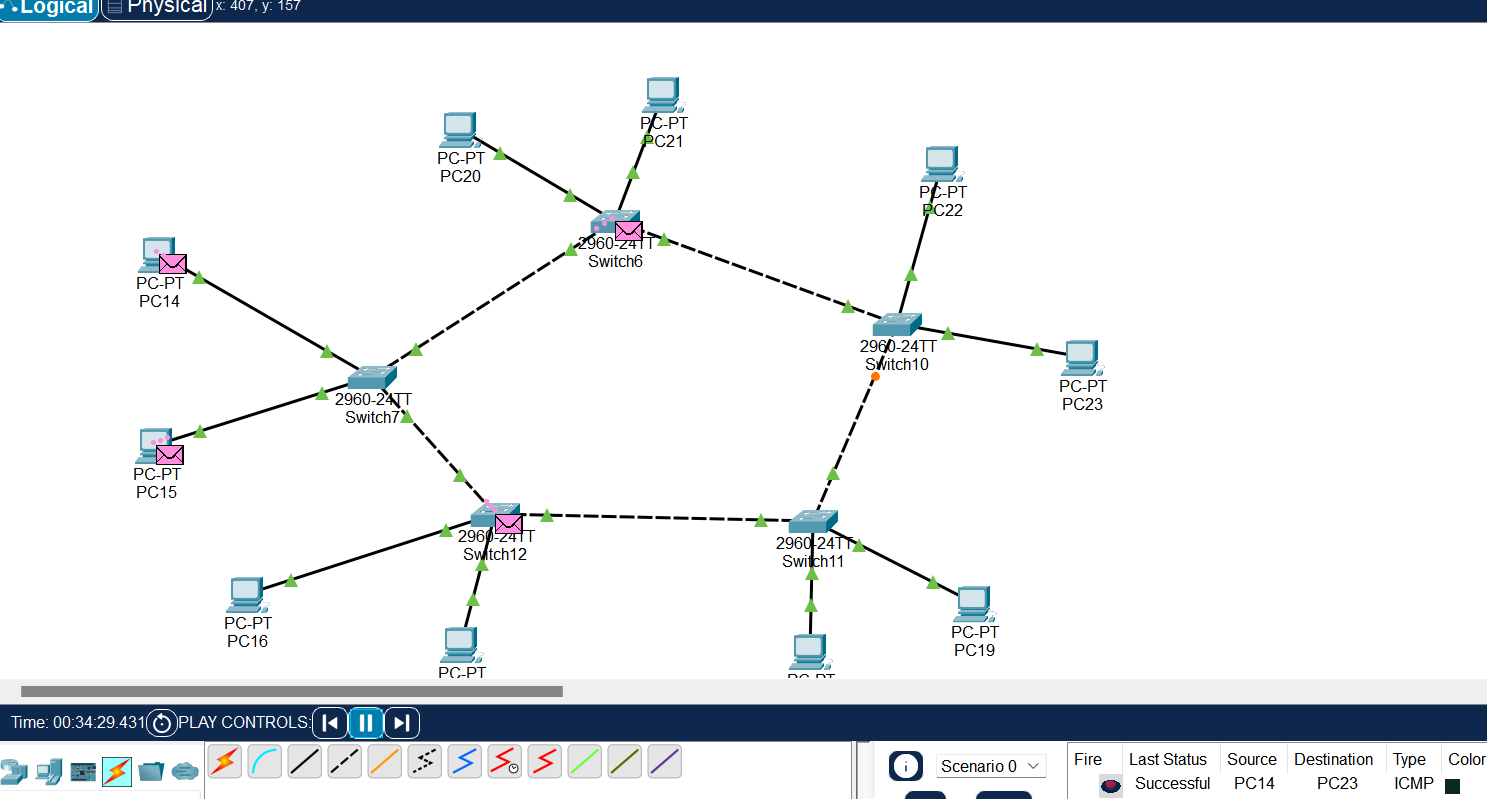 Logical Physical x: 407, y: 157
PC-PT
PC21
PC-PT
PC20
PC-PT
PC22
2960-24TT
Switch6
PC-PT
PC14
2960-24TT
Switch10
PC-PT
PC23
2960-24TT
Switch7
PC-PT
PC15
2960-24TT
Switch12
2960-24TT
Switch11
PC-PT
PC16
PC-PT
PC19
PC-PT
PC-PT
Time: 00:34:29.431 PLAY CONTROLS:
Scenario 0
Fire Last Status Source Destination Type Color
Successful PC14 PC23 ICMP